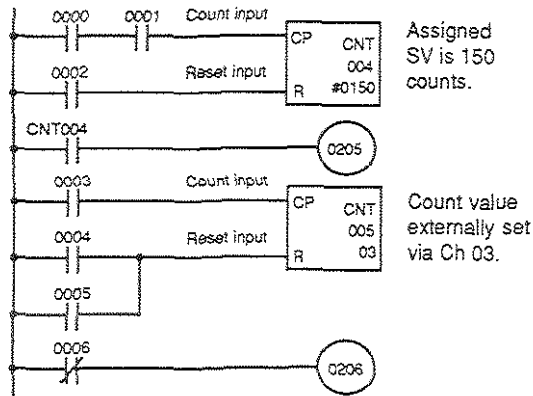 0000 0001 Count input
CP CNT
004
#0150
0002 Reset input
R
Assigned
SV is 150
counts.
CNT004
0205
0003 Count input
CP CNT
005
03
0004 Reset input
R
Count value
externally set
via Ch 03.
0005
0006
0206